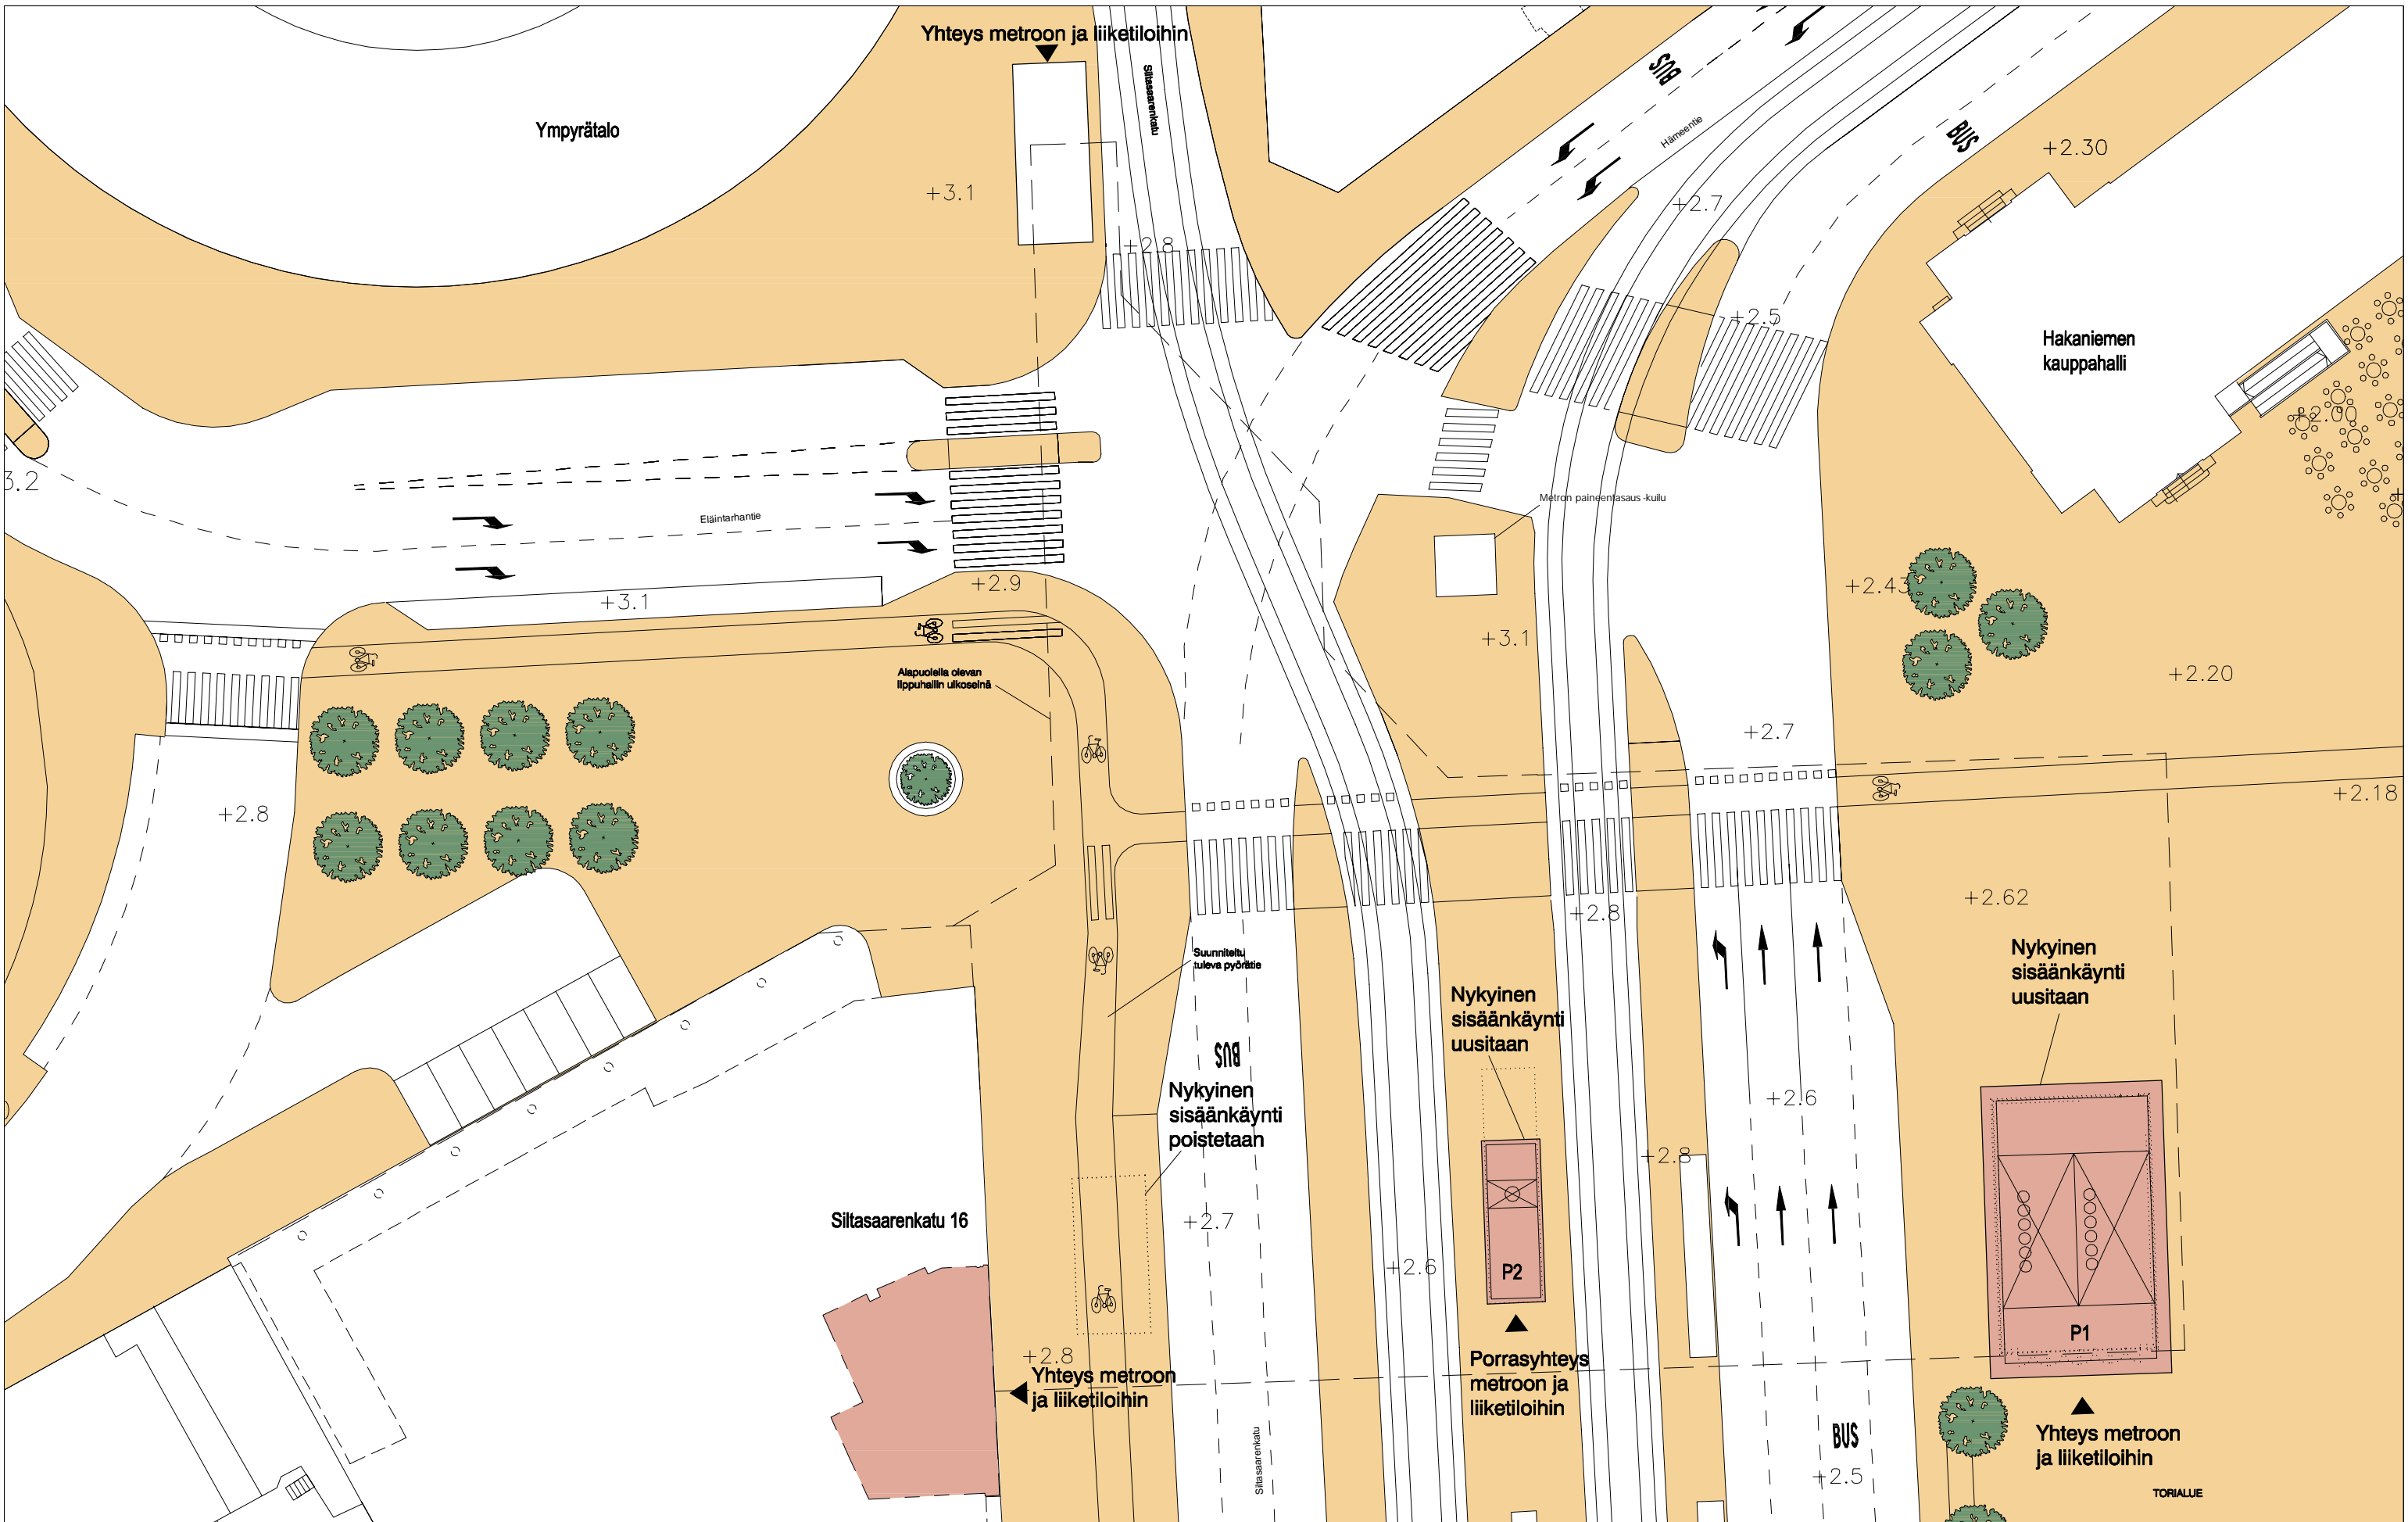 Yhteys metroon ja liiketiloihin
Siltasaarenkatu
BUS
Hämeentie
BUS
Ympyrätalo
+2.30
+3.1
+2.7
+2.8
+2.5
Hakaniemen
kauppahalli
+2.00
3.2
Metron paineentasaus -kuilu
Eläintarhantie
+2.9
+2.43
+3.1
+3.1
Alapuolella olevan
lippuhallin ulkoseinä
+2.20
+2.7
+2.18
+2.8
+2.62
+2.8
Suunniteltu
tuleva pyörätie
Nykyinen
sisäänkäynti
uusitaan
Nykyinen
sisäänkäynti
uusitaan
BUS
Nykyinen
sisäänkäynti
poistetaan
+2.6
+2.8
Siltasaarenkatu 16
+2.7
+2.6
P2
P1
+2.8
Yhteys metroon
ja liiketiloihin
Porrasyhteys
metroon ja
liiketiloihin
Yhteys metroon
ja liiketiloihin
BUS
Siltasaarenkatu
+2.5
TORIALUE